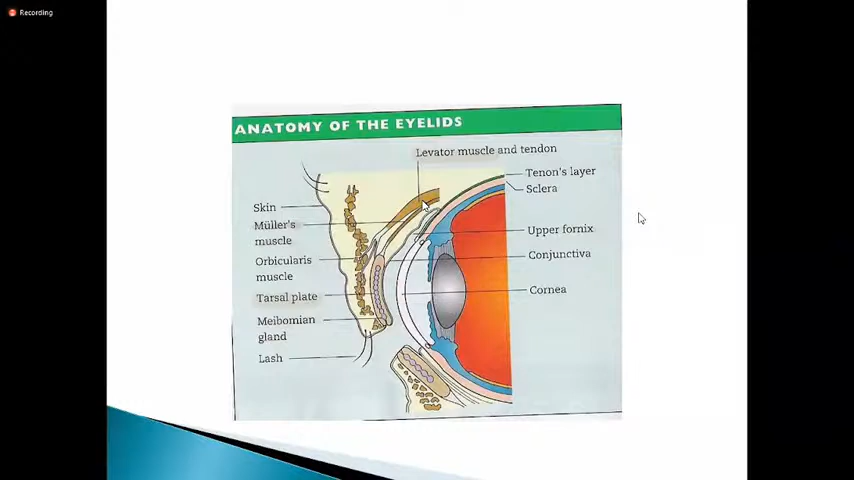 Recording
ANATOMY OF THE EYELIDS
Levator muscle and tendon
Tenon's layer
Sclera
Skin
Müller's
muscle
Upper fornix
Orbicularis
muscle
Conjunctiva
Tarsal plate
Cornea
Meibomian
gland
Lash